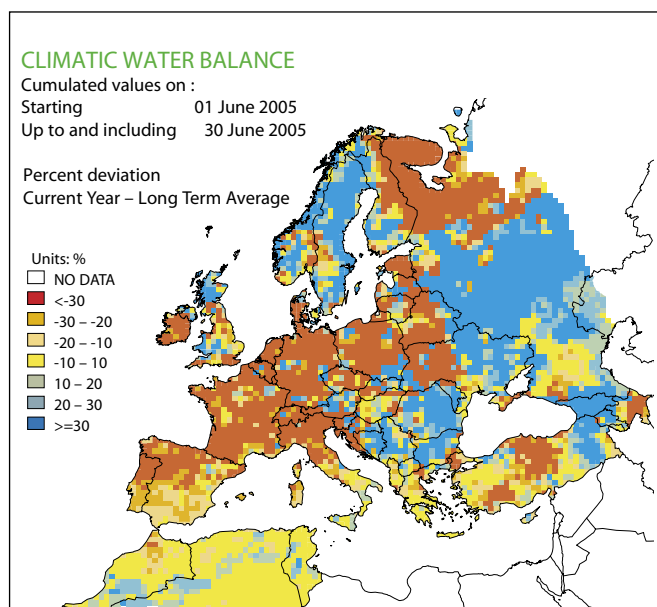 CLIMATIC WATER BALANCE
Cumulated values on :
Starting 01 June 2005
Up to and including 30 June 2005
Percent deviation
Current Year – Long Term Average
Units: %
NO DATA
<-30
-30 – -20
-20 – -10
-10 – 10
10 – 20
20 – 30
>=30